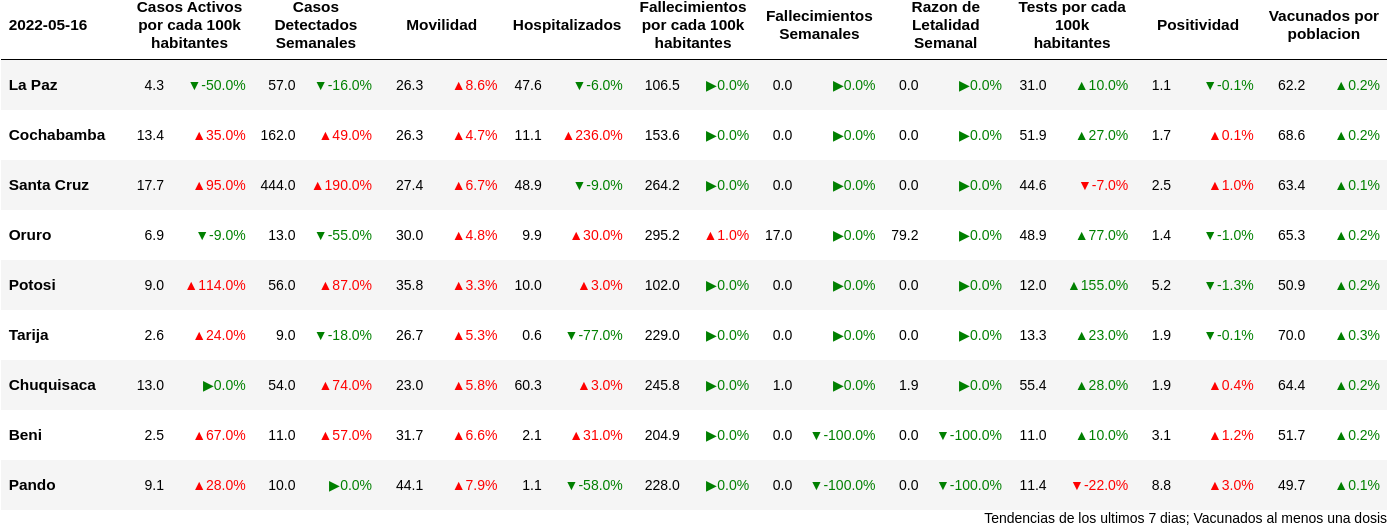 2022-05-16 Casos Activos por cada 100k habitantes Casos Detectados Semanales Movilidad Hospitalizados Fallecimientos por cada 100k habitantes Fallecimientos Semanales Razon de Letalidad Semanal Tests por cada 100k habitantes Positividad Vacunados por poblacion
La Paz 4.3 ▼-50.0% 57.0 ▼-16.0% 26.3 ▲8.6% 47.6 ▼-6.0% 106.5 ▶0.0% 0.0 ▶0.0% 0.0 ▶0.0% 31.0 ▲10.0% 1.1 ▼-0.1% 62.2 ▲0.2%
Cochabamba 13.4 ▲35.0% 162.0 ▲49.0% 26.3 ▲4.7% 11.1 ▲236.0% 153.6 ▶0.0% 0.0 ▶0.0% 0.0 ▶0.0% 51.9 ▲27.0% 1.7 ▲0.1% 68.6 ▲0.2%
Santa Cruz 17.7 ▲95.0% 444.0 ▲190.0% 27.4 ▲6.7% 48.9 ▼-9.0% 264.2 ▶0.0% 0.0 ▶0.0% 0.0 ▶0.0% 44.6 ▼-7.0% 2.5 ▲1.0% 63.4 ▲0.1%
Oruro 6.9 ▼-9.0% 13.0 ▼-55.0% 30.0 ▲4.8% 9.9 ▲30.0% 295.2 ▲1.0% 17.0 ▶0.0% 79.2 ▶0.0% 48.9 ▲77.0% 1.4 ▼-1.0% 65.3 ▲0.2%
Potosi 9.0 ▲114.0% 56.0 ▲87.0% 35.8 ▲3.3% 10.0 ▲3.0% 102.0 ▶0.0% 0.0 ▶0.0% 0.0 ▶0.0% 12.0 ▲155.0% 5.2 ▼-1.3% 50.9 ▲0.2%
Tarija 2.6 ▲24.0% 9.0 ▼-18.0% 26.7 ▲5.3% 0.6 ▼-77.0% 229.0 ▶0.0% 0.0 ▶0.0% 0.0 ▶0.0% 13.3 ▲23.0% 1.9 ▼-0.1% 70.0 ▲0.3%
Chuquisaca 13.0 ▶0.0% 54.0 ▲74.0% 23.0 ▲5.8% 60.3 ▲3.0% 245.8 ▶0.0% 1.0 ▶0.0% 1.9 ▶0.0% 55.4 ▲28.0% 1.9 ▲0.4% 64.4 ▲0.2%
Beni 2.5 ▲67.0% 11.0 ▲57.0% 31.7 ▲6.6% 2.1 ▲31.0% 204.9 ▶0.0% 0.0 ▼-100.0% 0.0 ▼-100.0% 11.0 ▲10.0% 3.1 ▲1.2% 51.7 ▲0.2%
Pando 9.1 ▲28.0% 10.0 ▶0.0% 44.1 ▲7.9% 1.1 ▼-58.0% 228.0 ▶0.0% 0.0 ▼-100.0% 0.0 ▼-100.0% 11.4 ▼-22.0% 8.8 ▲3.0% 49.7 ▲0.1%
Tendencias de los ultimos 7 dias; Vacunados al menos una dosis